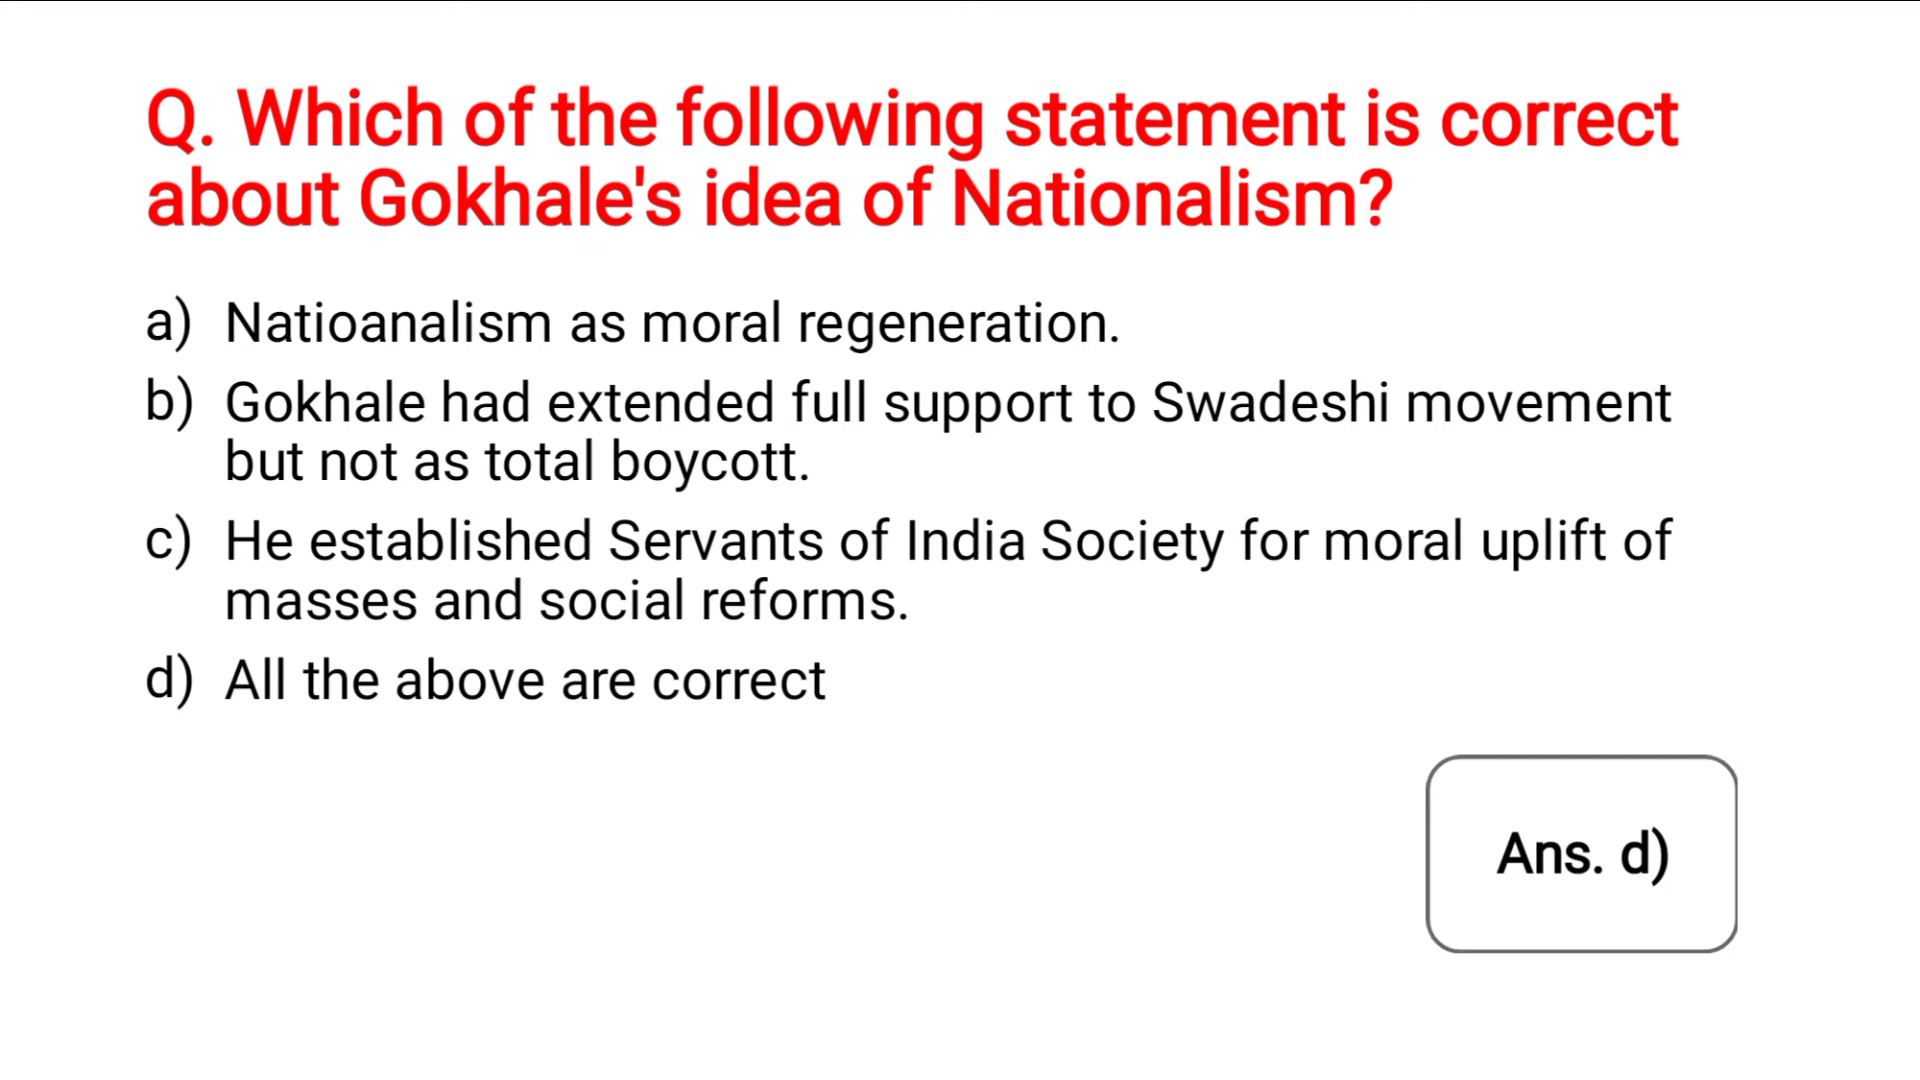 Q. Which of the following statement is correct
about Gokhale's idea of Nationalism?
a) Natioanalism as moral regeneration.
b) Gokhale had extended full support to Swadeshi movement
but not as total boycott.
c) He established Servants of India Society for moral uplift of
masses and social reforms.
d) All the above are correct
Ans. d)